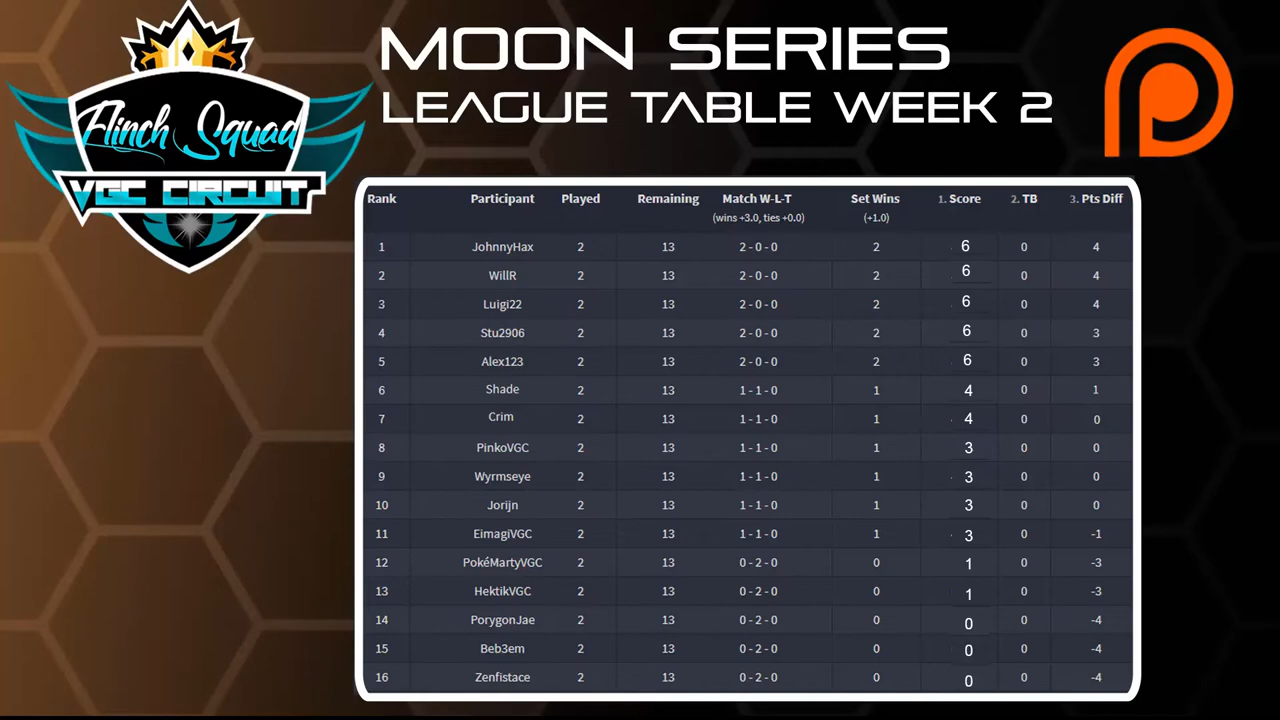 MOON SERIES
LEAGUE TABLE WEEK 2
Flinch Squad
VGC CIRCUIT
Rank Participant Played Remaining Match W-L-T Set Wins 1. Score 2. TB 3. Pts Diff
(wins +3.0, ties +0.0) (+1.0)
1 JohnnyHax 2 13 2 - 0 - 0 2 6 0 4
2 WillR 2 13 2 - 0 - 0 2 6 0 4
3 Luigi22 2 13 2 - 0 - 0 2 6 0 4
4 Stu2906 2 13 2 - 0 - 0 2 6 0 3
5 Alex123 2 13 2 - 0 - 0 2 6 0 3
6 Shade 2 13 1 - 1 - 0 1 4 0 1
7 Crim 2 13 1 - 1 - 0 1 4 0 0
8 PinkoVGC 2 13 1 - 1 - 0 1 3 0 0
9 Wyrmseye 2 13 1 - 1 - 0 1 3 0 0
10 Jorijn 2 13 1 - 1 - 0 1 3 0 0
11 EimagiVGC 2 13 1 - 1 - 0 1 3 0 -1
12 PokéMartyVGC 2 13 0 - 2 - 0 0 1 0 -3
13 HektikVGC 2 13 0 - 2 - 0 0 1 0 -3
14 PorygonJae 2 13 0 - 2 - 0 0 0 0 -4
15 Beb3em 2 13 0 - 2 - 0 0 0 0 -4
16 Zenfistace 2 13 0 - 2 - 0 0 0 0 -4